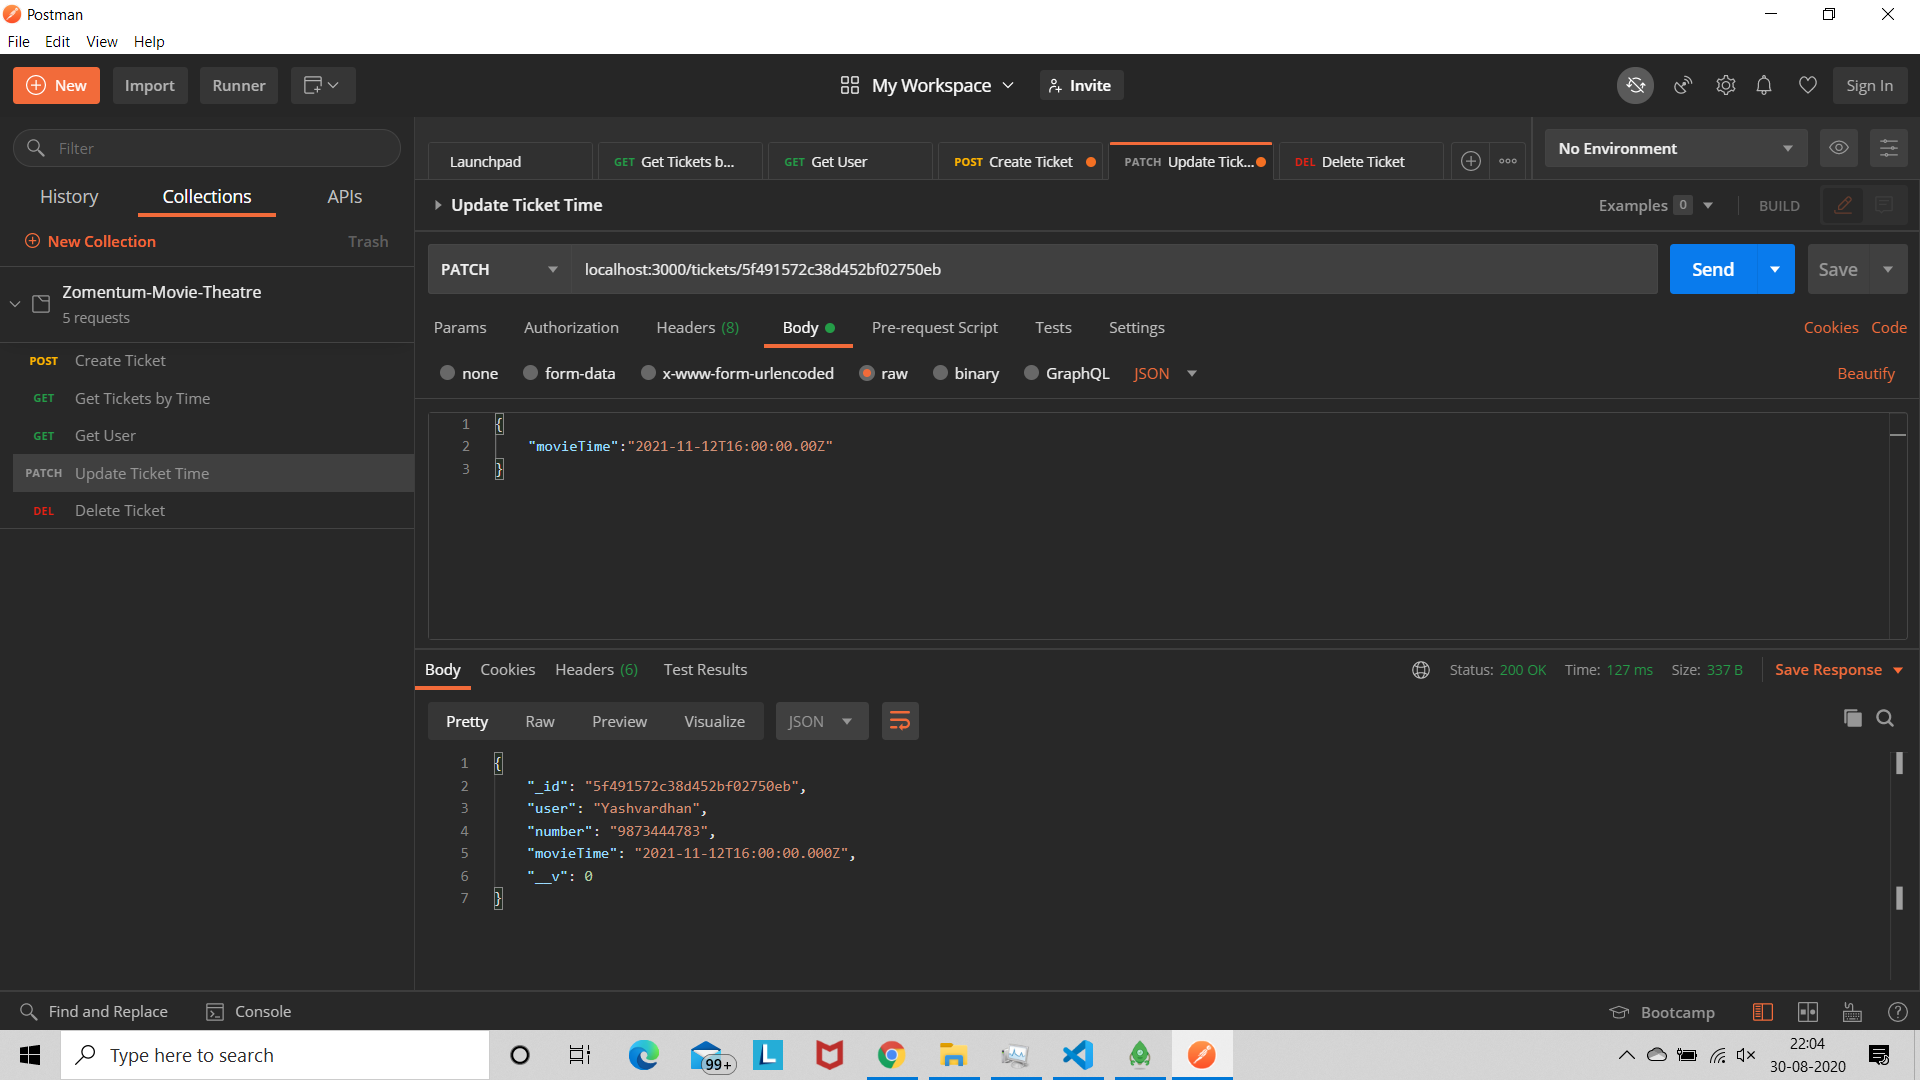 Postman
File Edit View Help
New Import Runner My Workspace Invite Sign In
Filter
History Collections APIs
New Collection Trash
Zomentum-Movie-Theatre
5 requests
POST Create Ticket
GET Get Tickets by Time
GET Get User
PATCH Update Ticket Time
DEL Delete Ticket
Launchpad GET Get Tickets b... GET Get User POST Create Ticket PATCH Update Tick... DEL Delete Ticket No Environment
Update Ticket Time Examples 0 BUILD
PATCH localhost:3000/tickets/5f491572c38d452bf02750eb Send Save
Params Authorization Headers (8) Body Pre-request Script Tests Settings Cookies Code
none form-data x-www-form-urlencoded raw binary GraphQL JSON Beautify
1 {
2 "movieTime":"2021-11-12T16:00:00.00Z"
3 }
Body Cookies Headers (6) Test Results Status: 200 OK Time: 127 ms Size: 337 B Save Response
Pretty Raw Preview Visualize JSON
1 {
2 "_id": "5f491572c38d452bf02750eb",
3 "user": "Yashvardhan",
4 "number": "9873444783",
5 "movieTime": "2021-11-12T16:00:00.000Z",
6 "__v": 0
7 }
Find and Replace Console Bootcamp
Type here to search 99+ L 22:04
30-08-2020